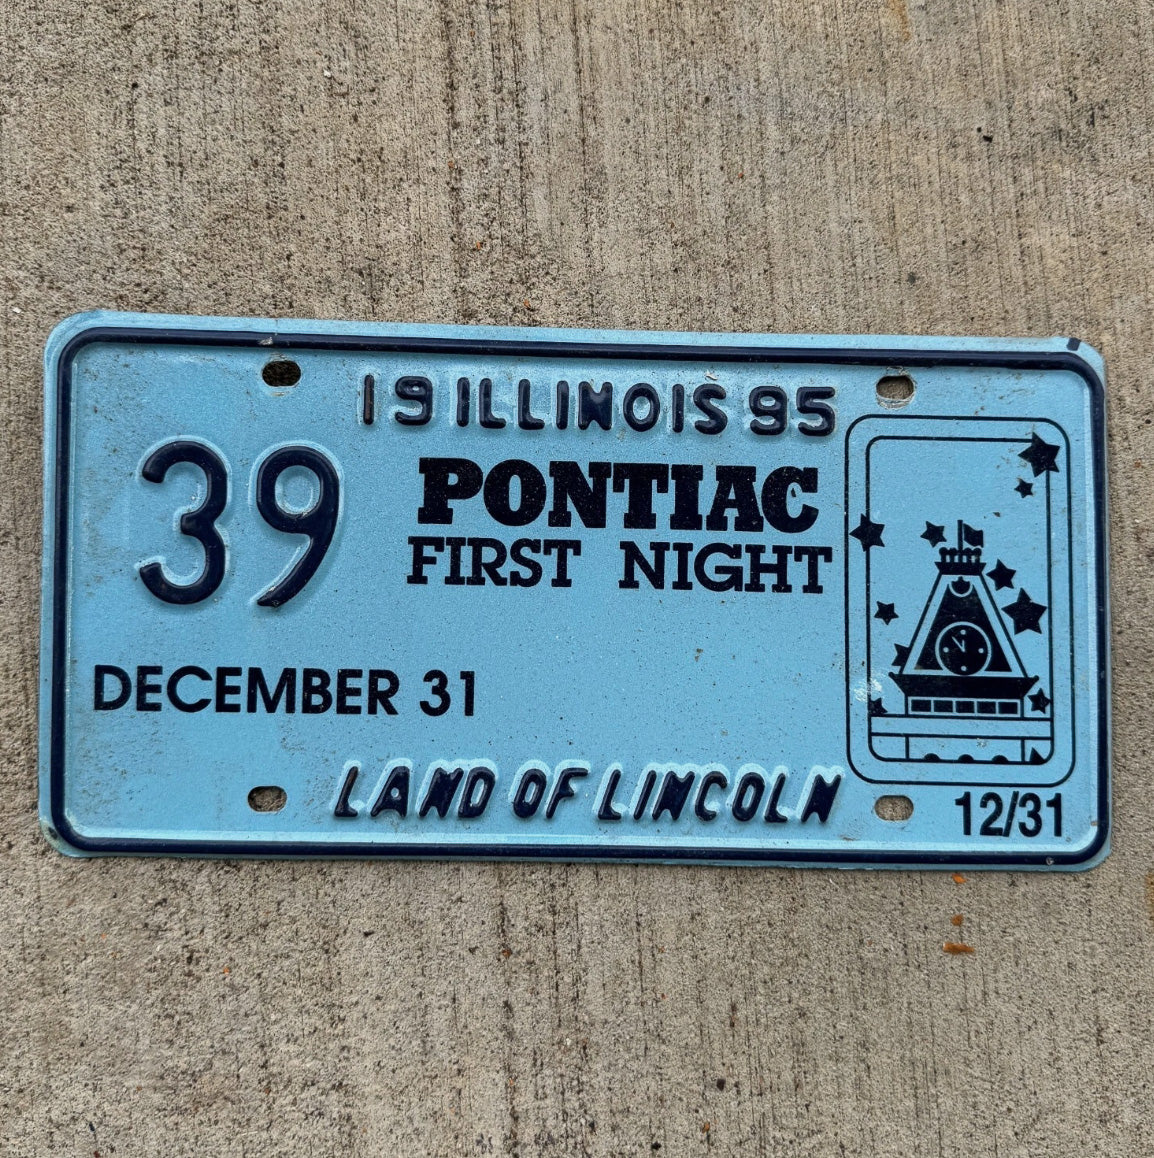 19 ILLINOIS 95
39
PONTIAC
FIRST NIGHT
DECEMBER 31
LAND OF LINCOLN
12/31